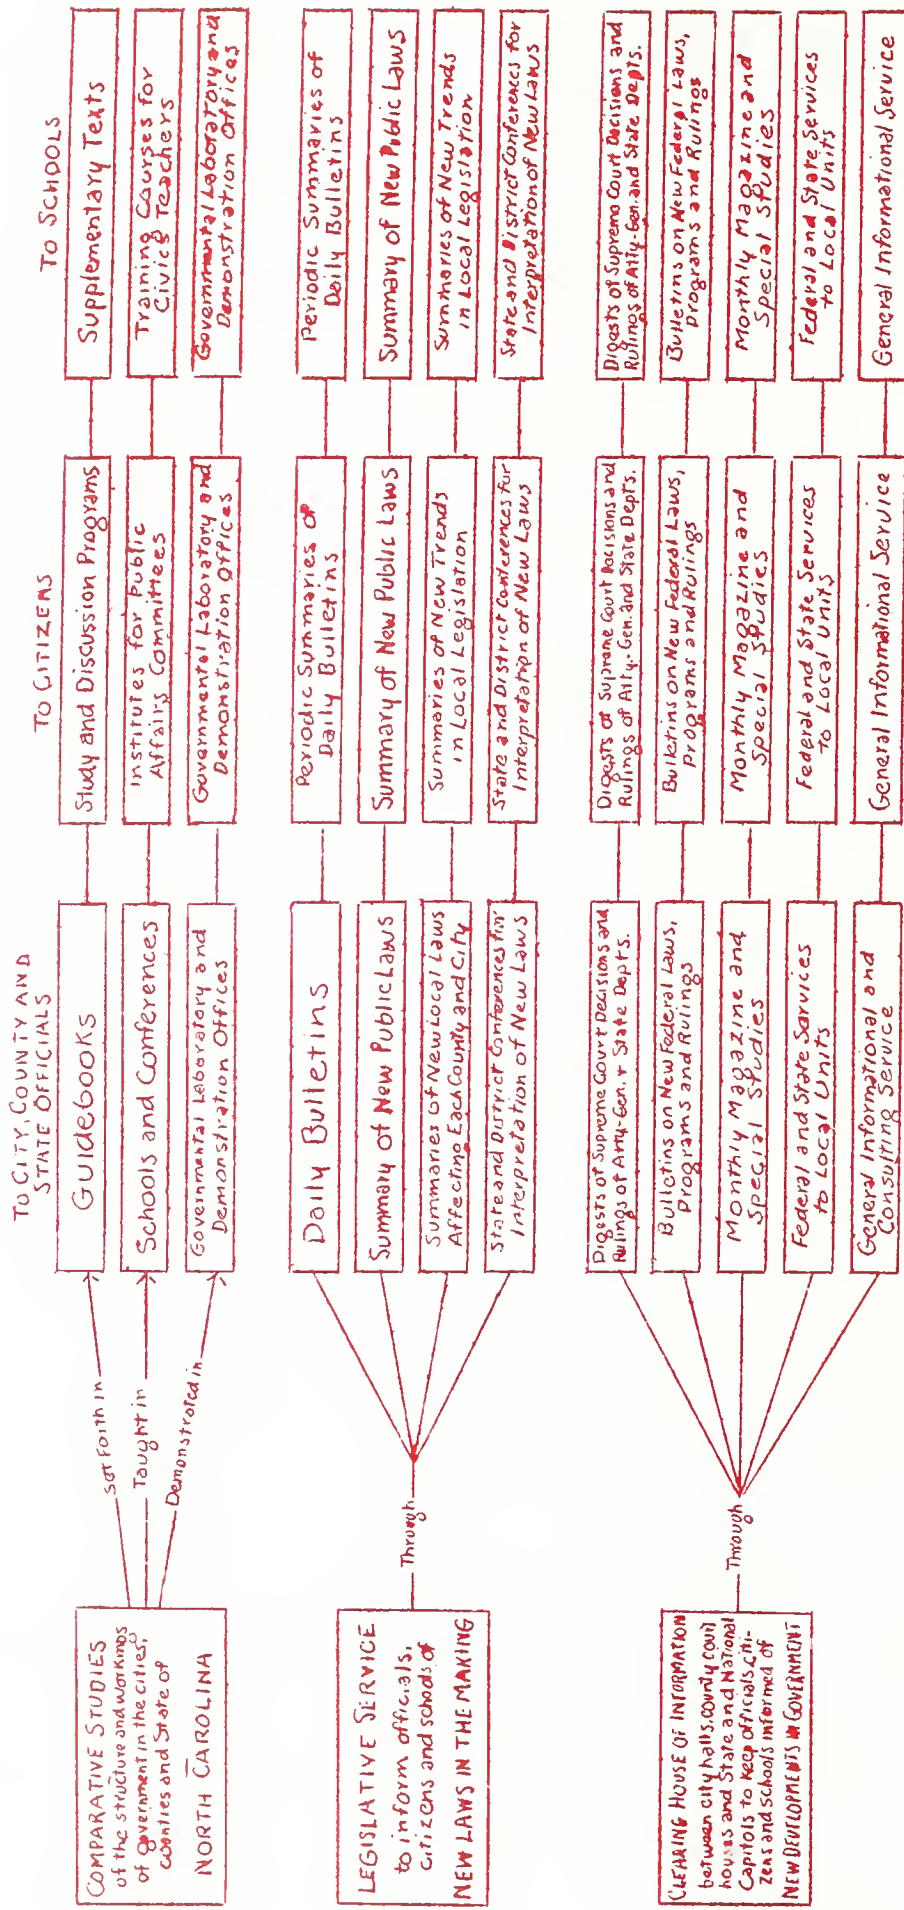 TO CITY, COUNTY AND
STATE OFFICIALS
TO CITIZENS
TO SCHOOLS
COMPARATIVE STUDIES
of the structure and workings
of government in the cities,
counties and State of
NORTH CAROLINA
Set Forth in
Taught in
Demonstrated in
GUIDEBOOKS
Study and Discussion Programs
Supplementary Texts
Schools and Conferences
Institutes for Public
Affairs Committees
Training Courses for
Civics Teachers
Governmental Laboratory and
Demonstration Offices
Governmental Laboratory and
Demonstration Offices
Governmental Laboratory and
Demonstration Offices
LEGISLATIVE SERVICE
to inform officials,
citizens and schools of
NEW LAWS IN THE MAKING
Through
Daily Bulletins
Periodic Summaries of
Daily Bulletins
Periodic Summaries of
Daily Bulletins
Summary of New Public Laws
Summary of New Public Laws
Summary of New Public Laws
Summaries of New Local Laws
Affecting Each County and City
Summaries of New Trends
in Local Legislation
Summaries of New Trends
in Local Legislation
State and District Conferences for
Interpretation of New Laws
State and District Conferences for
Interpretation of New Laws
State and District Conferences for
Interpretation of New Laws
CLEARING HOUSE OF INFORMATION
between city halls, county court
houses and State and National
Capitols to keep officials, citi-
zens and schools informed of
NEW DEVELOPMENTS IN GOVERNMENT
Through
Digests of Supreme Court Decisions and
Rulings of Atty-Gen. & State Depts.
Digests of Supreme Court Decisions and
Rulings of Atty. Gen. and State Depts.
Digests of Supreme Court Decisions and
Rulings of Atty-Gen. and State Depts.
Bulletins on New Federal Laws,
Programs and Rulings
Bulletins on New Federal Laws,
Programs and Rulings
Bulletins on New Federal Laws,
Programs and Rulings
Monthly Magazine and
Special Studies
Monthly Magazine and
Special Studies
Monthly Magazine and
Special Studies
Federal and State Services
to Local Units
Federal and State Services
to Local Units
Federal and State Services
to Local Units
General Informational and
Consulting Service
General Informational Service
General Informational Service